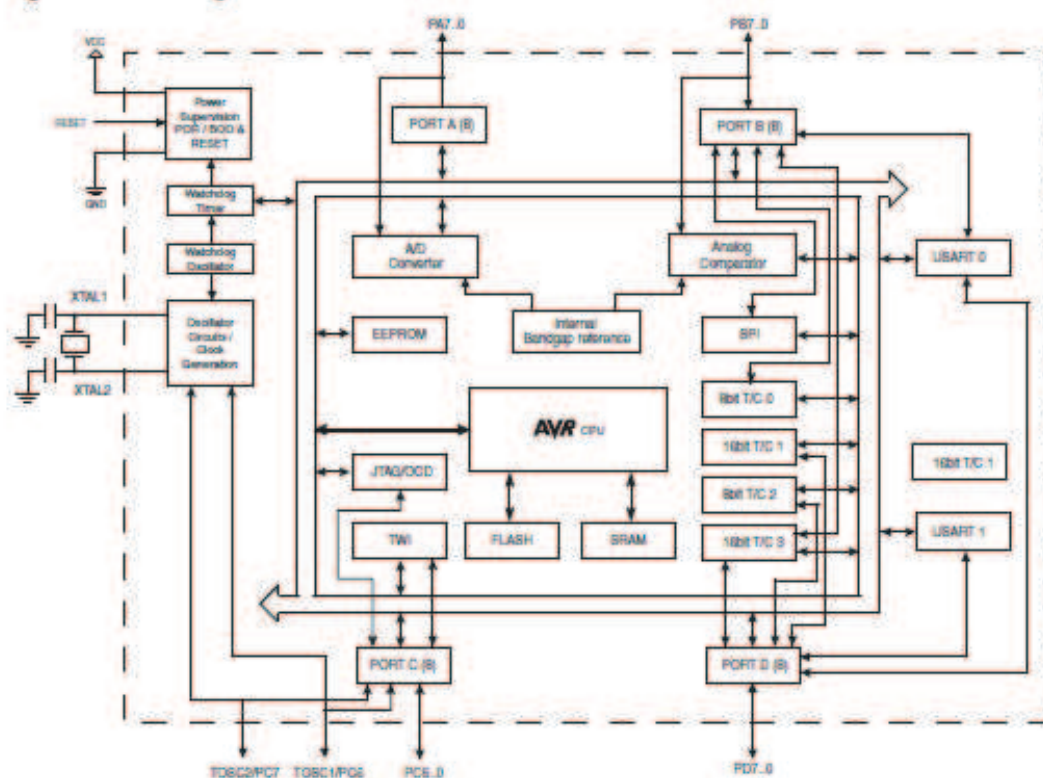 PA7..0
PB7..0
VCC
RESET
GND
Power
Supervision
POR / BOD &
RESET
PORT A (8)
PORT B (8)
Watchdog
Timer
Watchdog
Oscillator
A/D
Converter
Analog
Comparator
USART 0
XTAL1
XTAL2
Oscillator
Circuits /
Clock
Generation
EEPROM
Internal
Bandgap reference
SPI
8bit T/C 0
AVR CPU
16bit T/C 1
16bit T/C 1
JTAG/OCD
8bit T/C 2
TWI
FLASH
SRAM
16bit T/C 3
USART 1
PORT C (8)
PORT D (8)
TOSC2/PC7
TOSC1/PC6
PC5..0
PD7..0